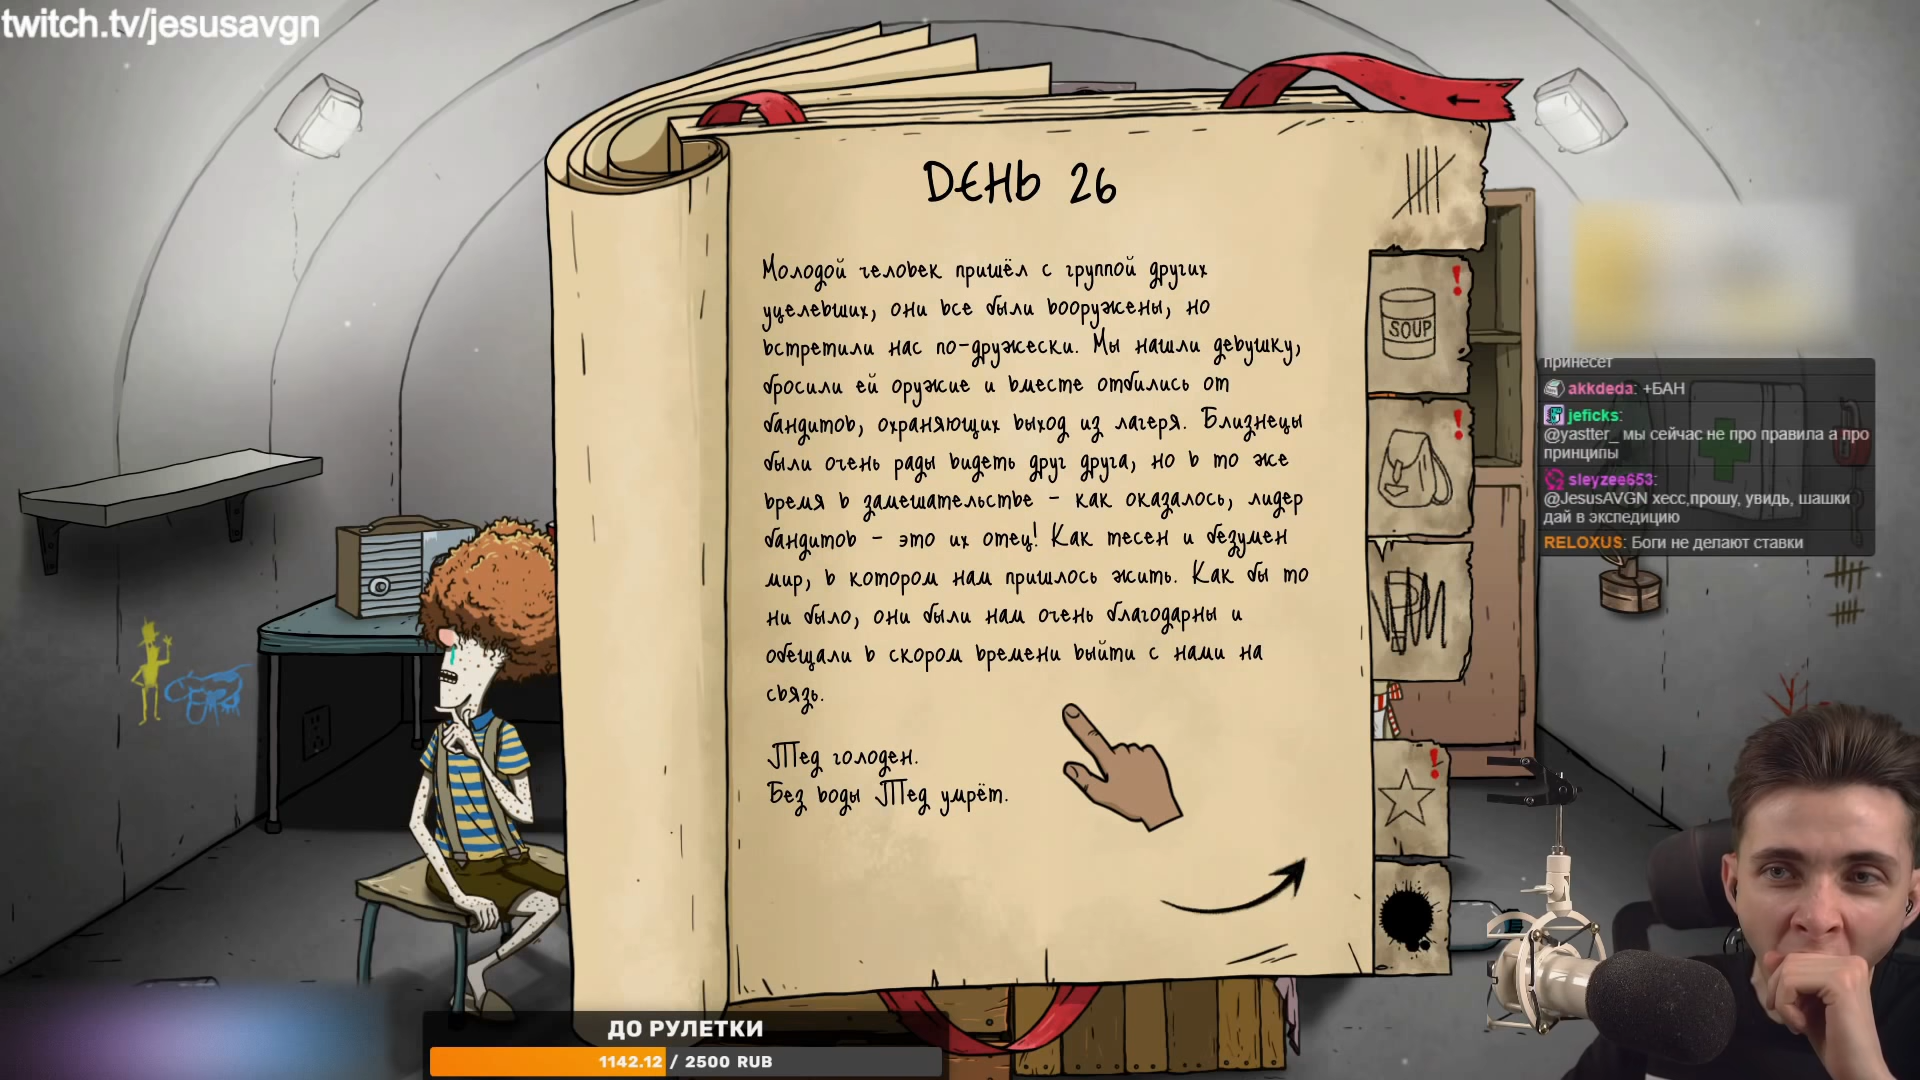 twitch.tv/jesusavgn
ДЕНЬ 26
Молодой человек пришёл с группой других
уцелевших, они все были вооружены, но
встретили нас по-дружески. Мы нашли девушку,
бросили ей оружие и вместе отбились от
бандитов, охраняющих выход из лагеря. Близнецы
были очень рады видеть друг друга, но в то же
время в замешательстве - как оказалось, лидер
бандитов - это их отец! Как тесен и безумен
мир, в котором нам пришлось жить. Как бы то
ни было, они были нам очень благодарны и
обещали в скором времени выйти с нами на
связь.
Тед голоден.
Без воды Тед умрёт.
!
SOUP
!
!
принесет
akkdeda: +БАН
jeficks:
@yastter_ мы сейчас не про правила а про
принципы
sleyzee653:
@JesusAVGN хесс,прошу, увидь, шашки
дай в экспедицию
RELOXUS: Боги не делают ставки
ДО РУЛЕТКИ
1142.12 / 2500 RUB